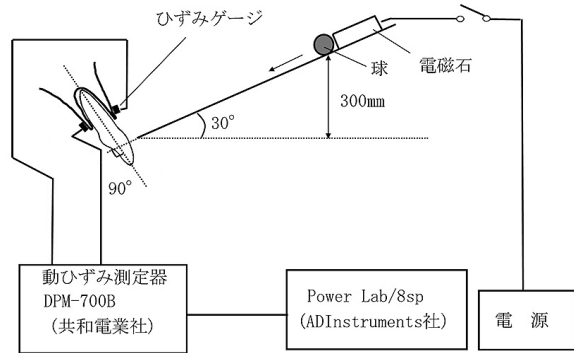 ひずみゲージ
球
電磁石
300mm
30°
90°
動ひずみ測定器
DPM-700B
(共和電業社)
Power Lab/8sp
(ADInstruments社)
電 源